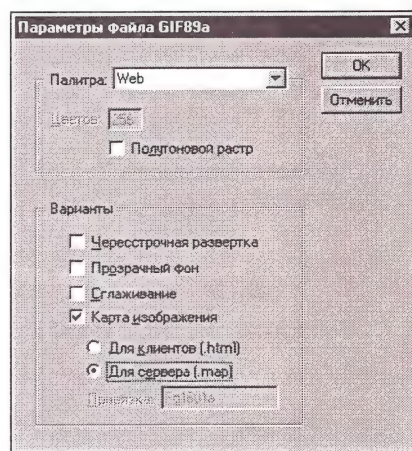 Параметры Файла GIF89a
OK
Отменить
Палитра: Web
Цветов: 256
Полутоновой растр
Варианты
Чересстрочная развертка
Прозрачный фон
Сглаживание
Карта изображения
Для клиентов (.html)
Для сервера (.map)
Привязка: